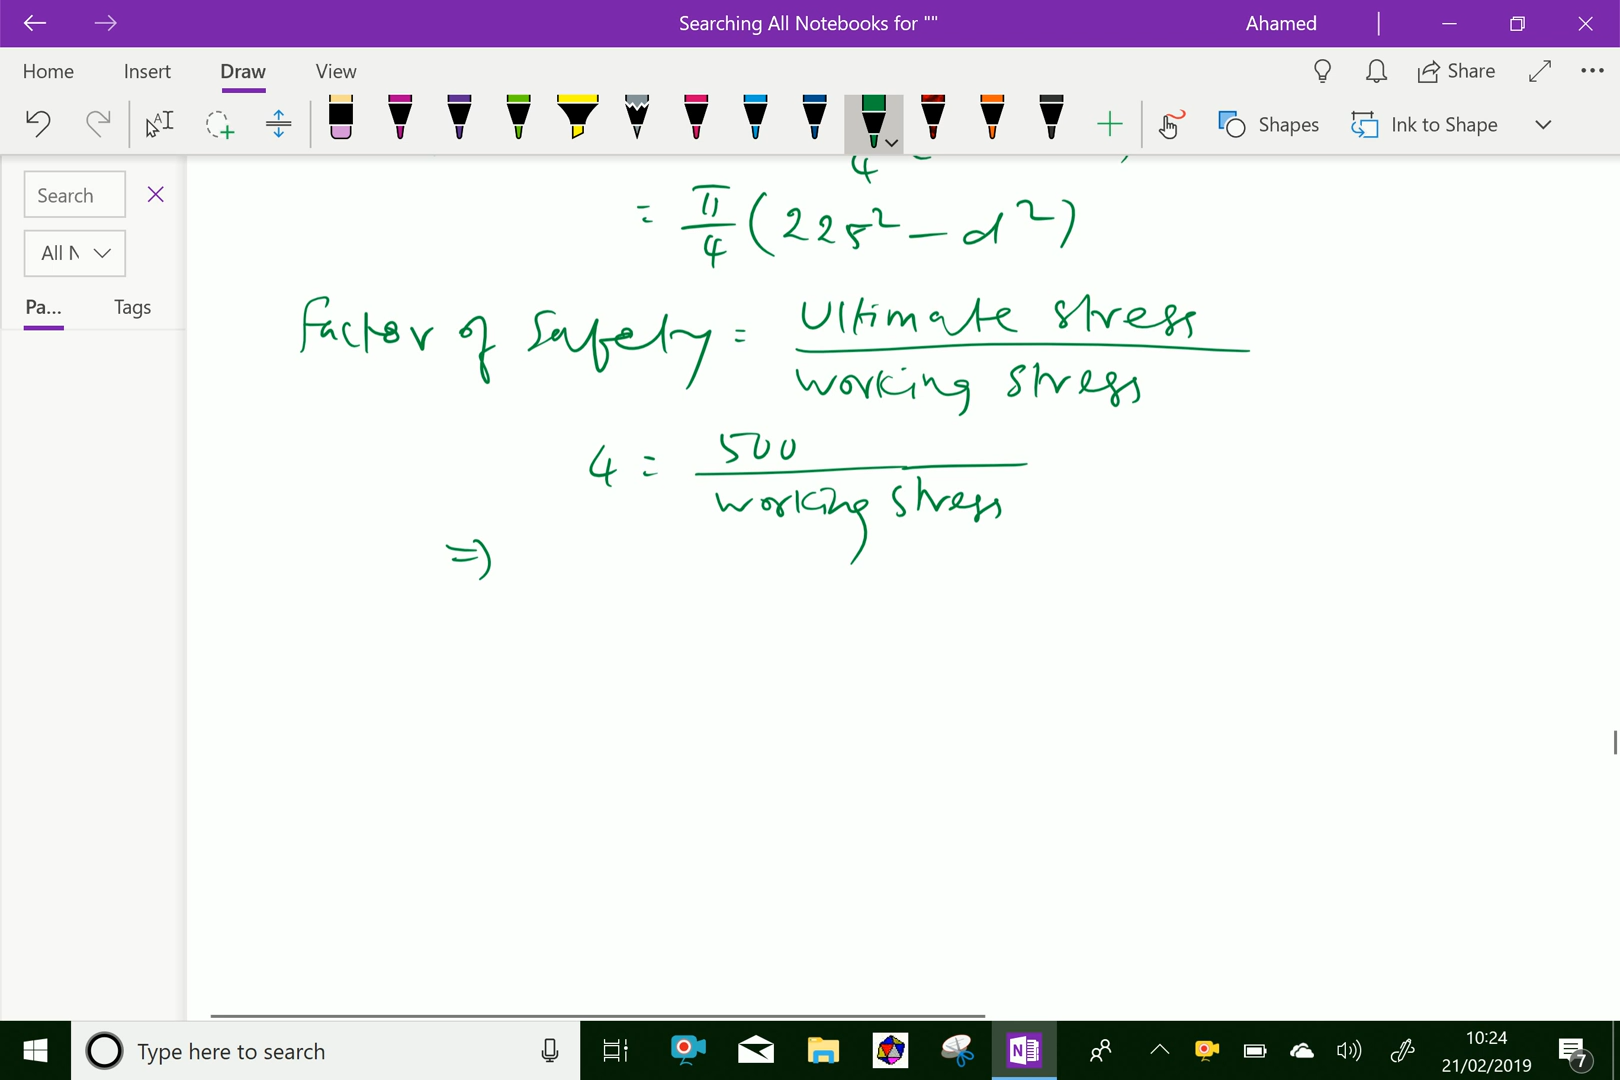 Searching All Notebooks for ""
Ahamed
Home Insert Draw View
Share
Shapes
Ink to Shape
Search
All N
Pa... Tags
4
= π/4 (225² - d²)
Factor of Safety = Ultimate stress / working stress
4 = 500 / working stress
⇒
Type here to search
10:24
21/02/2019
7